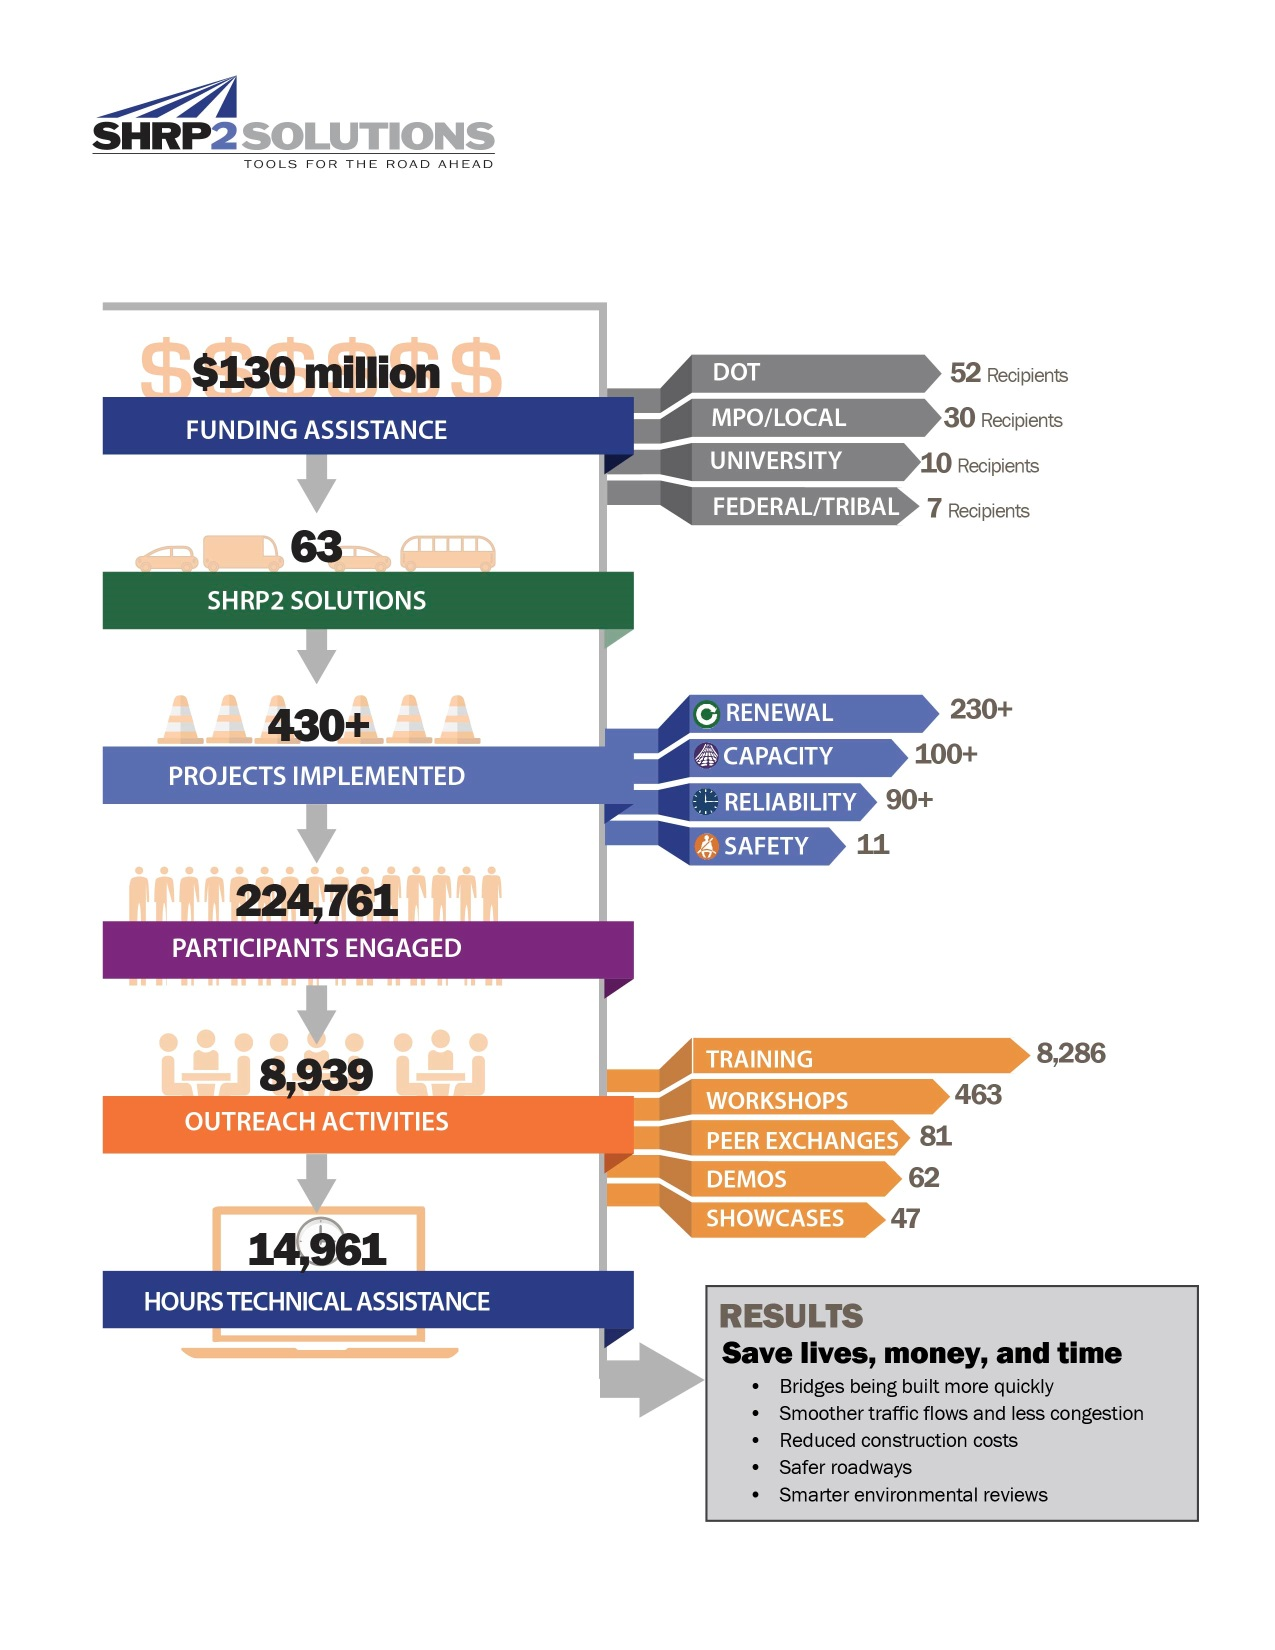 SHRP2SOLUTIONS
TOOLS FOR THE ROAD AHEAD
$130 million
FUNDING ASSISTANCE
DOT 52 Recipients
MPO/LOCAL 30 Recipients
UNIVERSITY 10 Recipients
FEDERAL/TRIBAL 7 Recipients
63
SHRP2 SOLUTIONS
430+
PROJECTS IMPLEMENTED
RENEWAL 230+
CAPACITY 100+
RELIABILITY 90+
SAFETY 11
224,761
PARTICIPANTS ENGAGED
8,939
OUTREACH ACTIVITIES
TRAINING 8,286
WORKSHOPS 463
PEER EXCHANGES 81
DEMOS 62
SHOWCASES 47
14,961
HOURS TECHNICAL ASSISTANCE
RESULTS
Save lives, money, and time
• Bridges being built more quickly
• Smoother traffic flows and less congestion
• Reduced construction costs
• Safer roadways
• Smarter environmental reviews